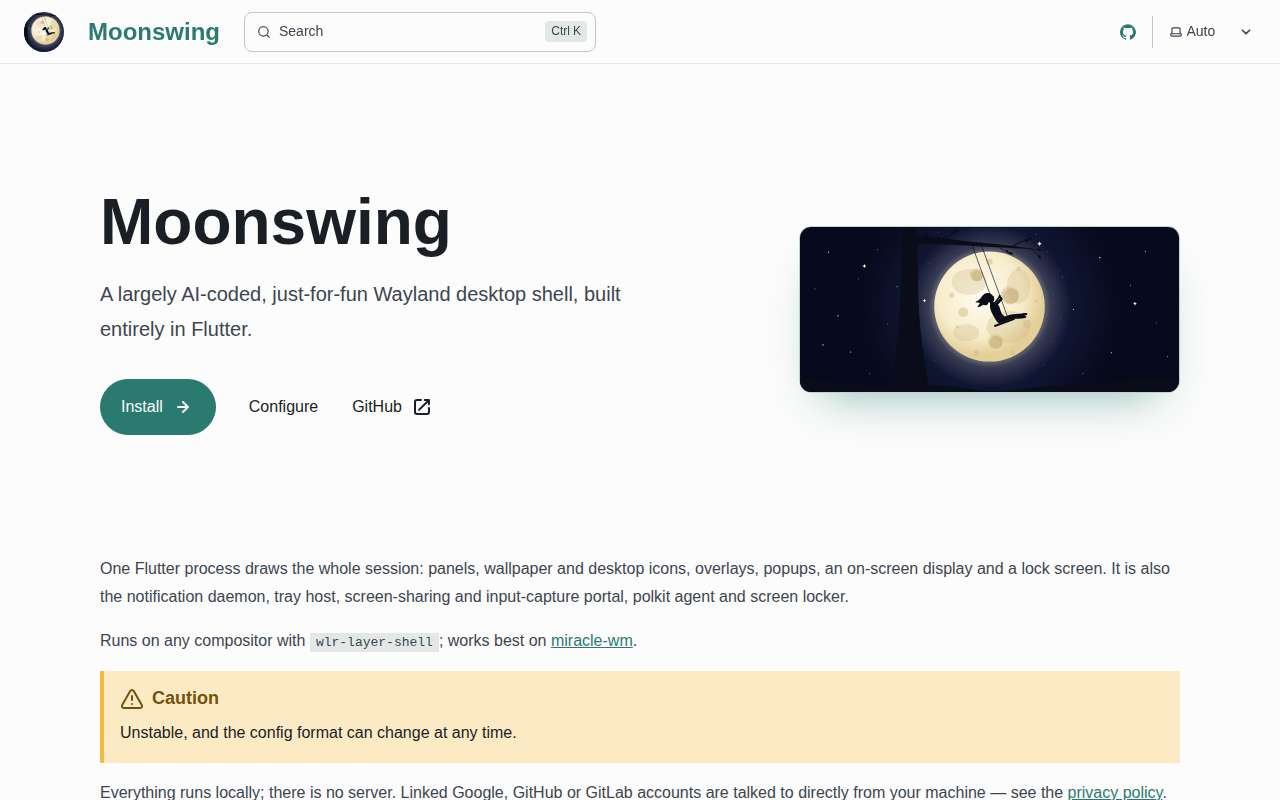 Moonswing
Search
Ctrl K
Auto
Moonswing
A largely AI-coded, just-for-fun Wayland desktop shell, built
entirely in Flutter.
Install
Configure
GitHub
One Flutter process draws the whole session: panels, wallpaper and desktop icons, overlays, popups, an on-screen display and a lock screen. It is also
the notification daemon, tray host, screen-sharing and input-capture portal, polkit agent and screen locker.
Runs on any compositor with wlr-layer-shell; works best on miracle-wm.
Caution
Unstable, and the config format can change at any time.
Everything runs locally; there is no server. Linked Google, GitHub or GitLab accounts are talked to directly from your machine — see the privacy policy.